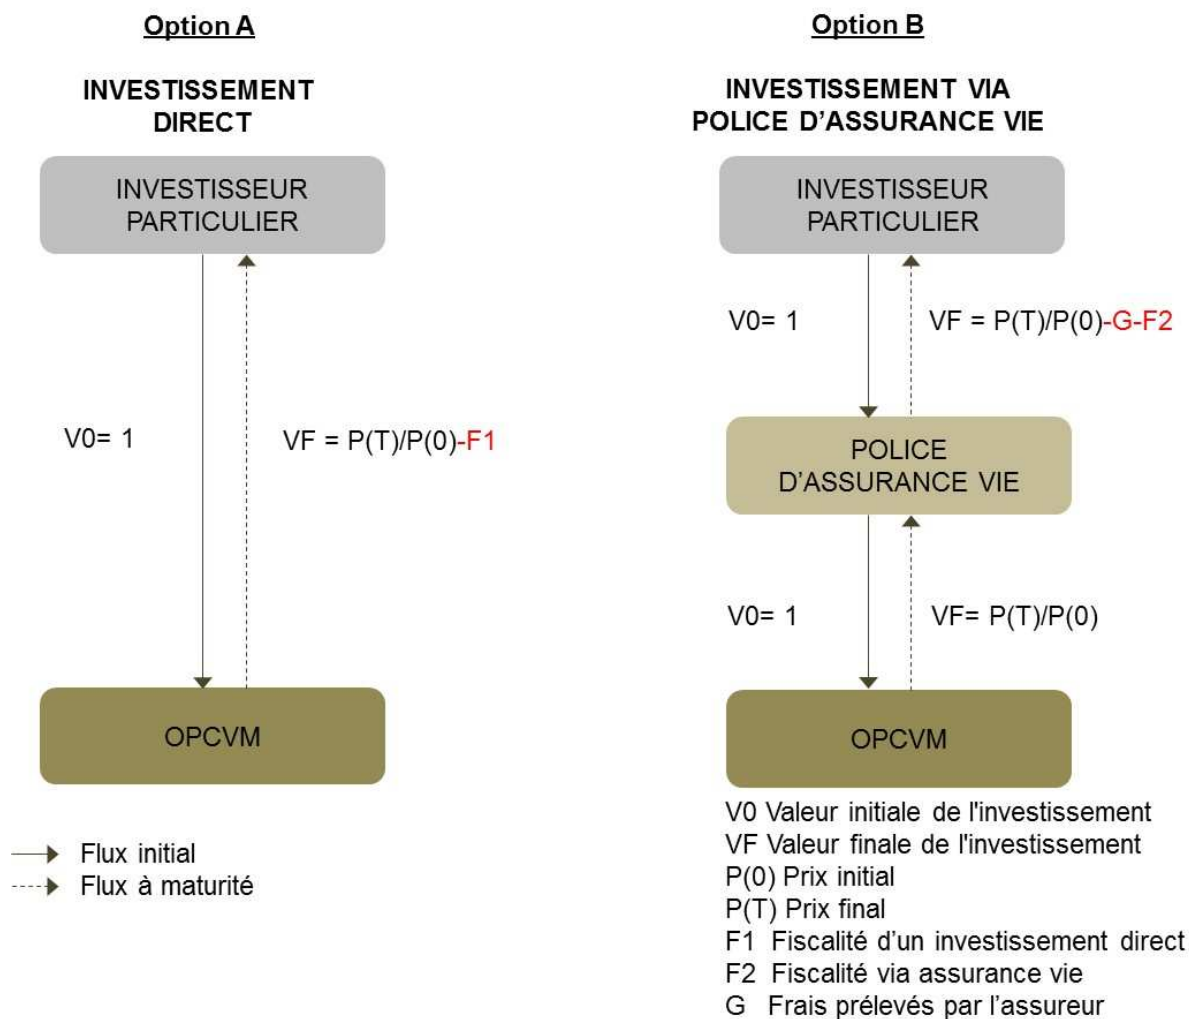 Option A
INVESTISSEMENT
DIRECT
INVESTISSEUR
PARTICULIER
V0= 1
VF = P(T)/P(0)-F1
OPCVM
Flux initial
Flux à maturité
Option B
INVESTISSEMENT VIA
POLICE D'ASSURANCE VIE
INVESTISSEUR
PARTICULIER
V0= 1
VF = P(T)/P(0)-G-F2
POLICE
D'ASSURANCE VIE
V0= 1
VF= P(T)/P(0)
OPCVM
V0 Valeur initiale de l'investissement
VF Valeur finale de l'investissement
P(0) Prix initial
P(T) Prix final
F1 Fiscalité d'un investissement direct
F2 Fiscalité via assurance vie
G Frais prélevés par l'assureur